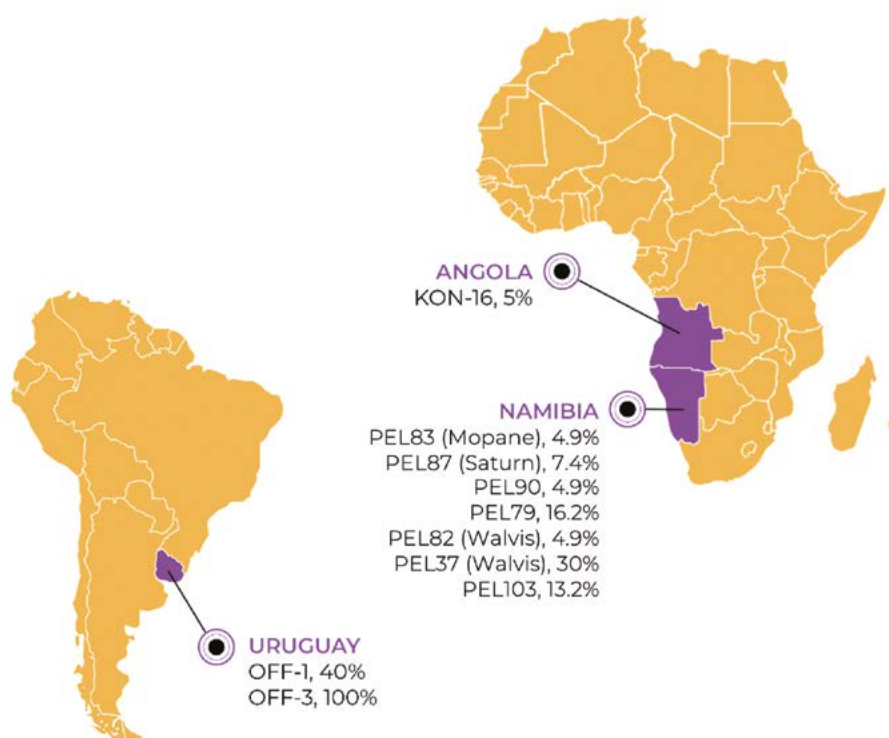 ANGOLA
KON-16, 5%
NAMIBIA
PEL83 (Mopane), 4.9%
PEL87 (Saturn), 7.4%
PEL90, 4.9%
PEL79, 16.2%
PEL82 (Walvis), 4.9%
PEL37 (Walvis), 30%
PEL103, 13.2%
URUGUAY
OFF-1, 40%
OFF-3, 100%